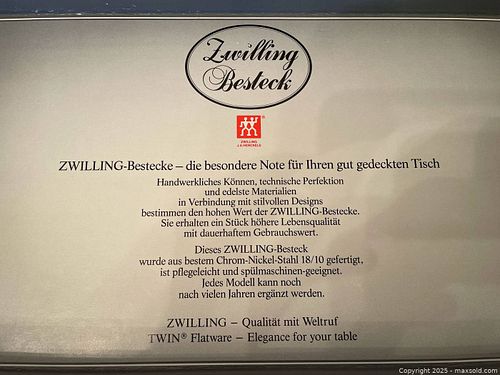 Zwilling
Besteck
ZWILLING
J.A. HENCKELS
ZWILLING-Bestecke – die besondere Note für Ihren gut gedeckten Tisch
Handwerkliches Können, technische Perfektion
und edelste Materialien
in Verbindung mit stilvollen Designs
bestimmen den hohen Wert der ZWILLING-Bestecke.
Sie erhalten ein Stück höhere Lebensqualität
mit dauerhaftem Gebrauchswert.
Dieses ZWILLING-Besteck
wurde aus bestem Chrom-Nickel-Stahl 18/10 gefertigt,
ist pflegeleicht und spülmaschinen-geeignet.
Jedes Modell kann noch
nach vielen Jahren ergänzt werden.
ZWILLING – Qualität mit Weltruf
TWIN® Flatware – Elegance for your table
Copyright 2025 - maxsold.com